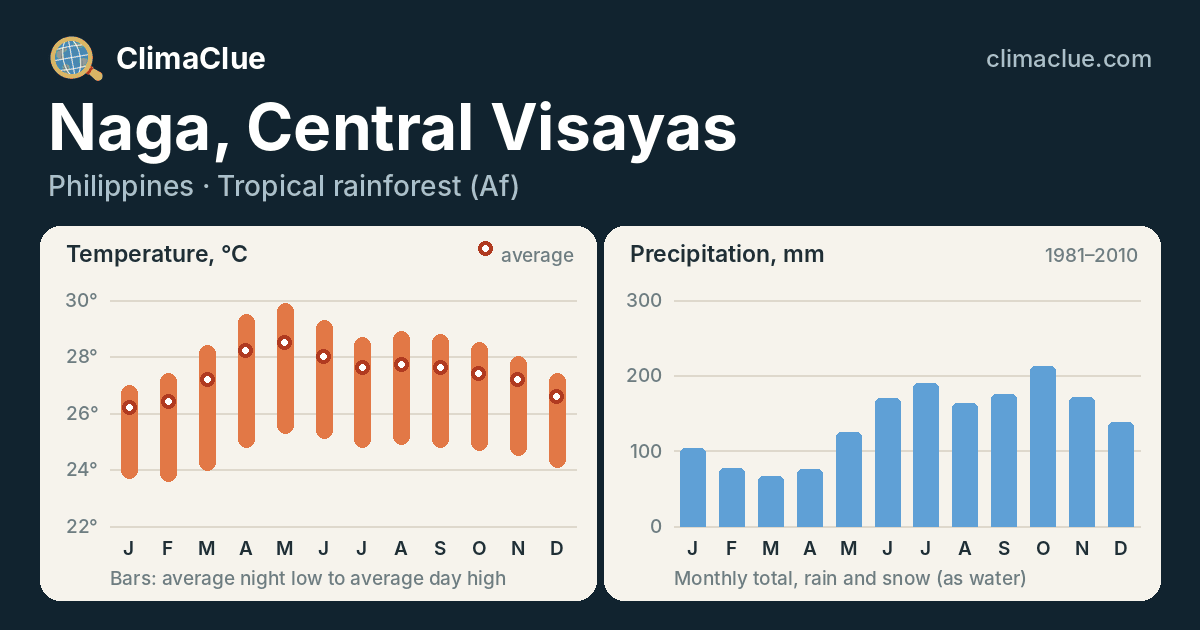 ClimaClue
climaclue.com
Naga, Central Visayas
Philippines · Tropical rainforest (Af)
Temperature, °C
average
30°
28°
26°
24°
22°
J F M A M J J A S O N D
Bars: average night low to average day high
Precipitation, mm
1981–2010
300
200
100
0
J F M A M J J A S O N D
Monthly total, rain and snow (as water)